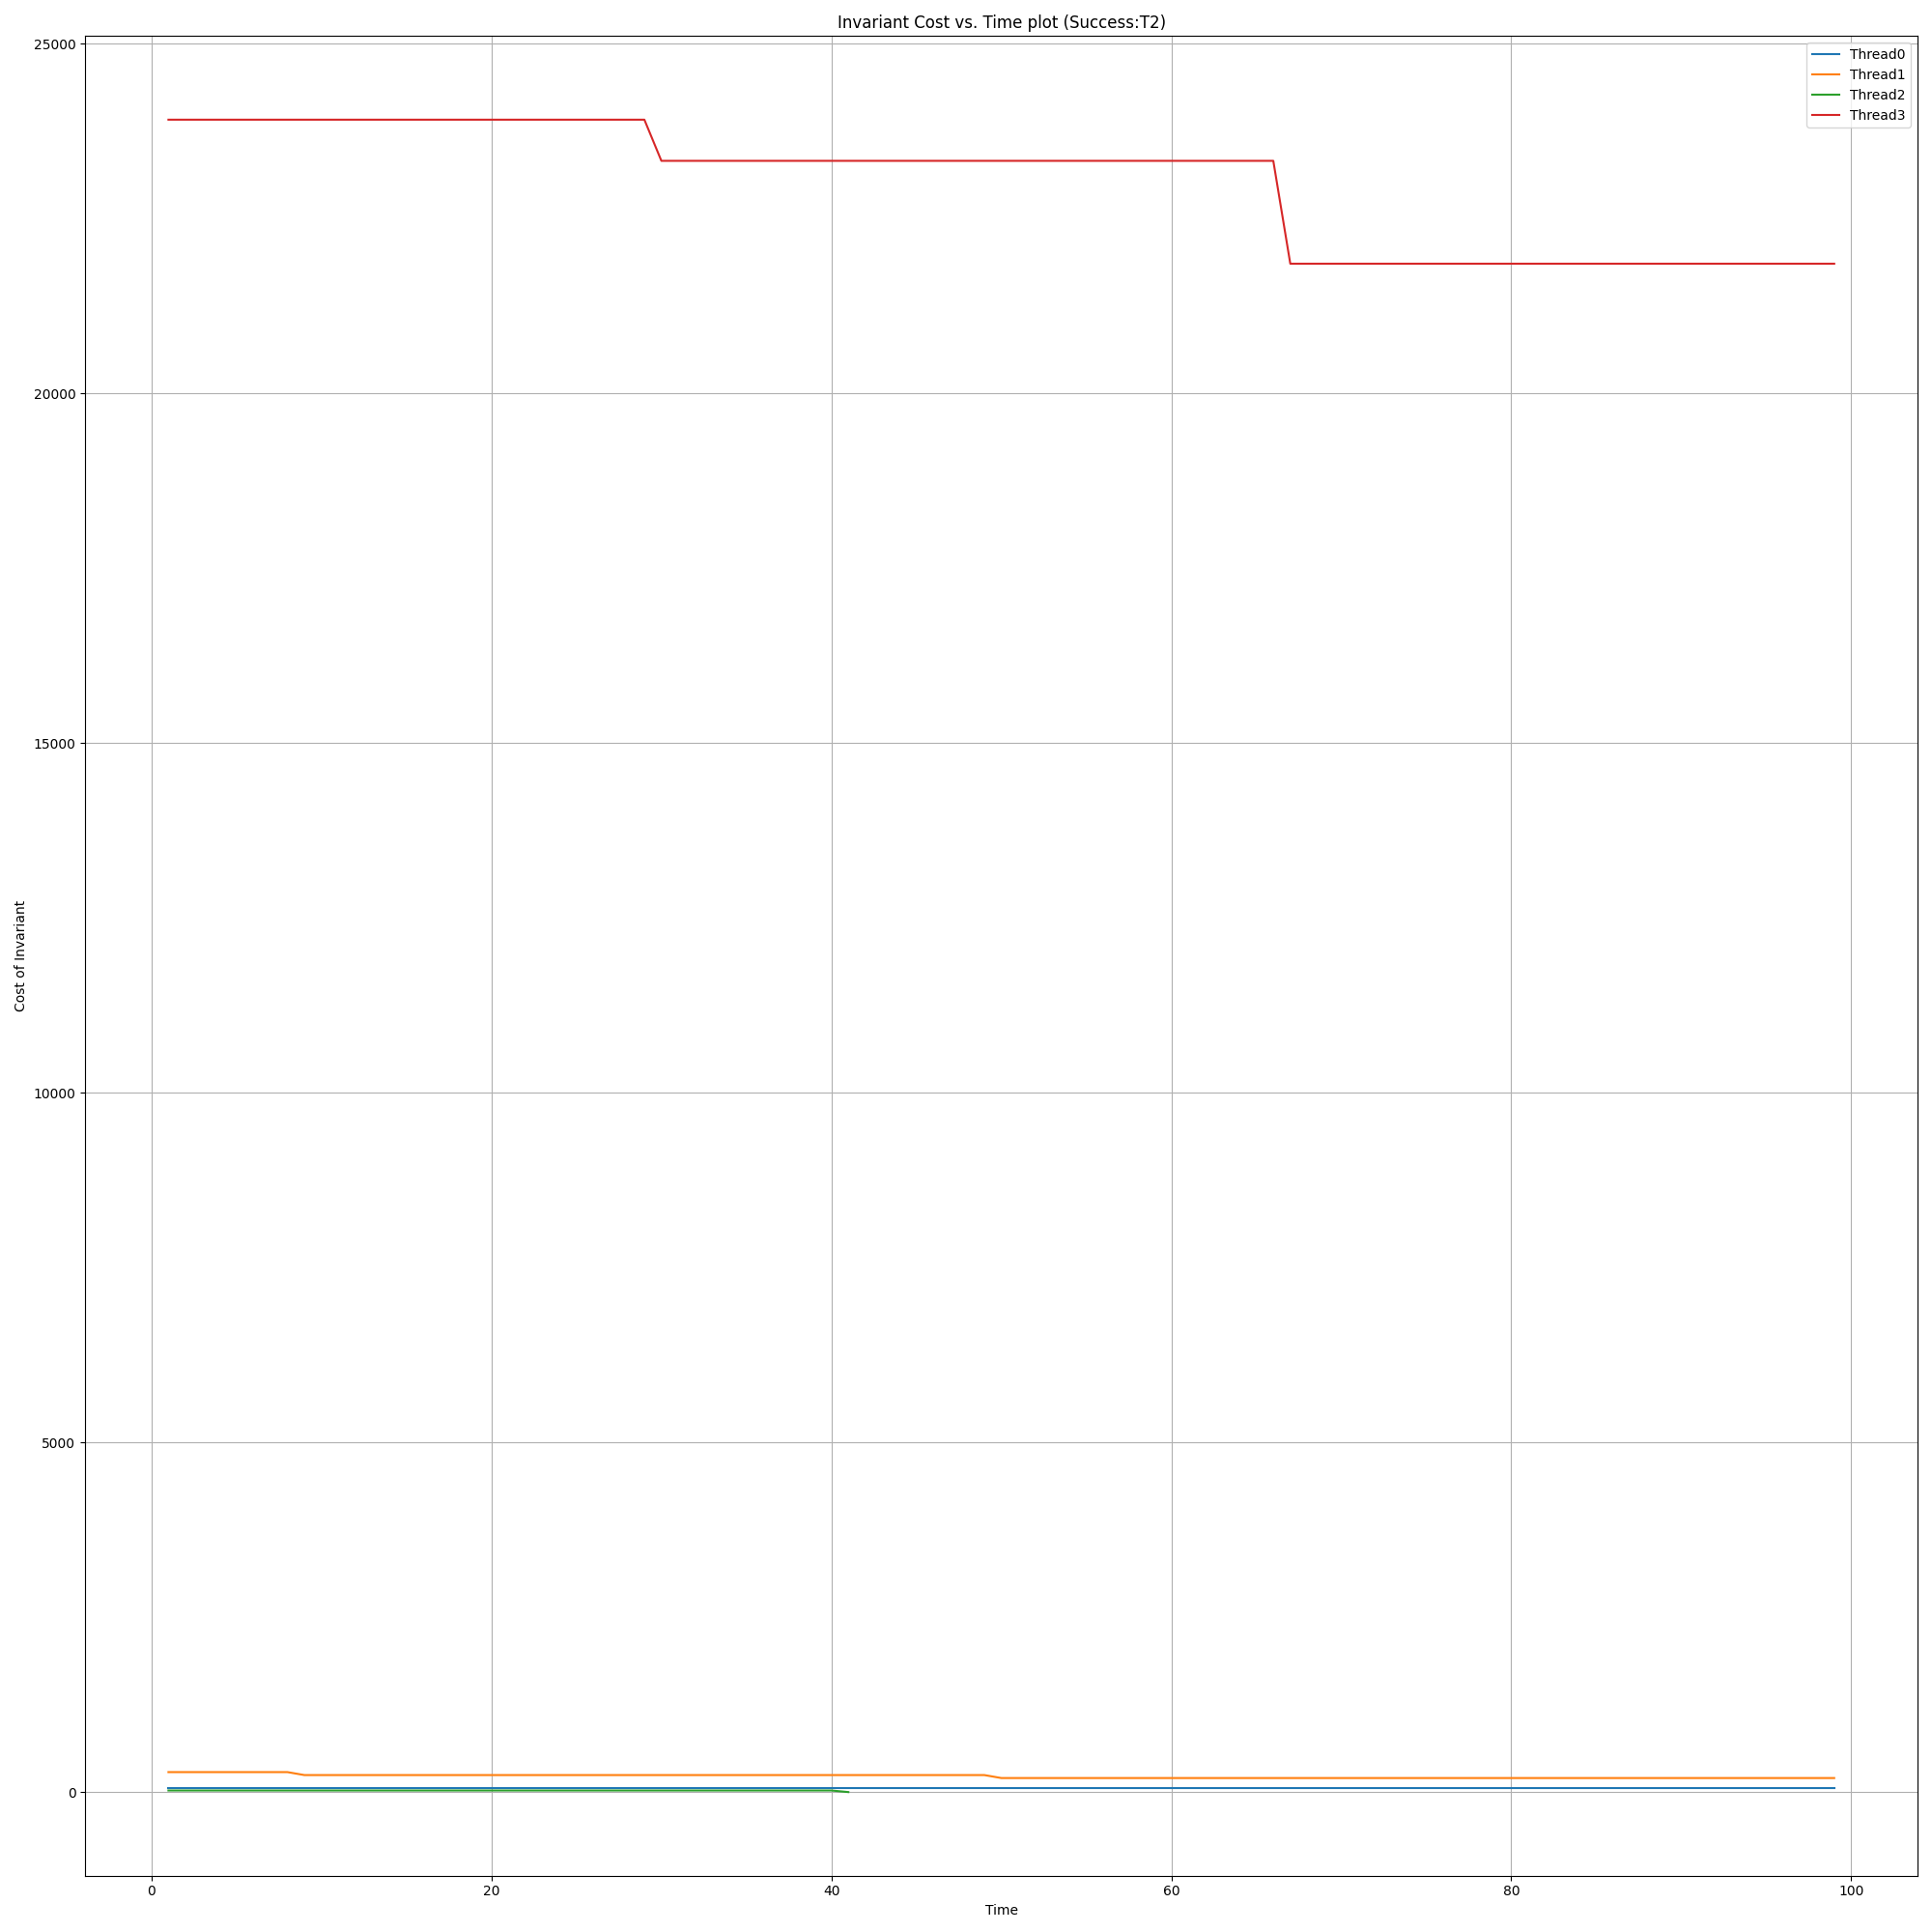 Invariant Cost vs. Time plot (Success:T2)
Thread0
Thread1
Thread2
Thread3
25000
20000
15000
10000
5000
0
Cost of Invariant
0 20 40 60 80 100
Time